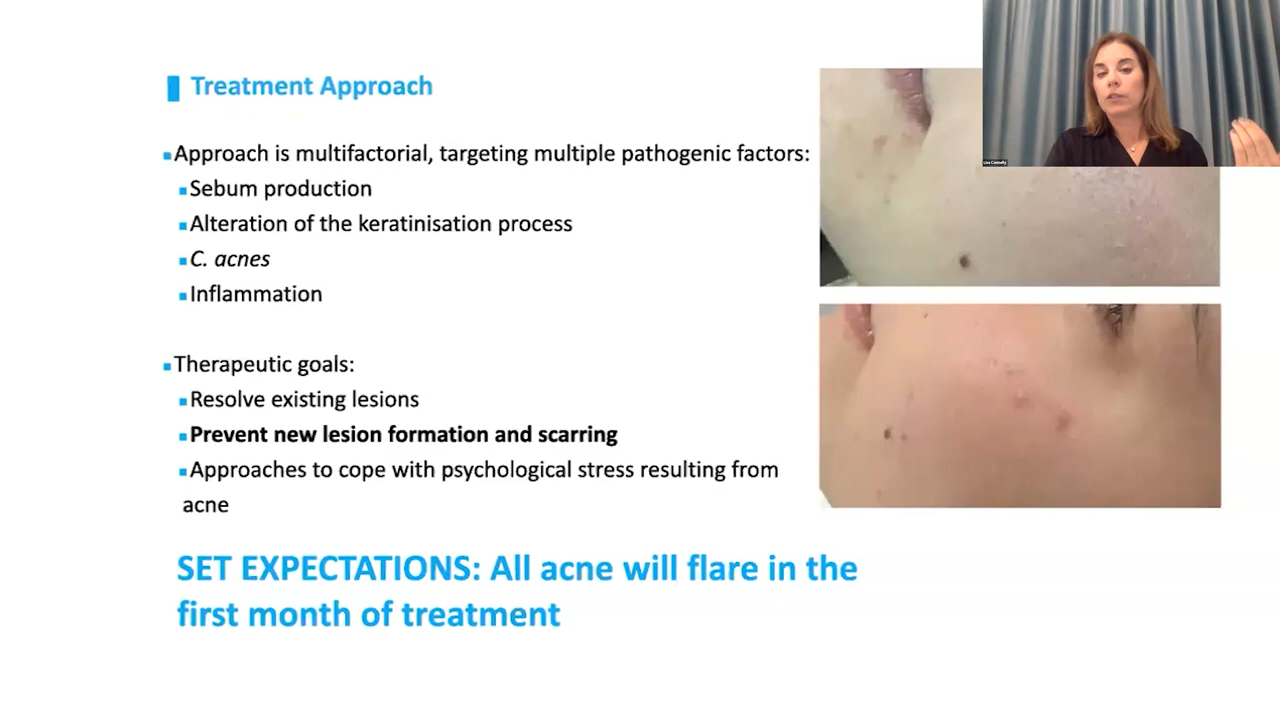 Treatment Approach
Approach is multifactorial, targeting multiple pathogenic factors:
Sebum production
Alteration of the keratinisation process
C. acnes
Inflammation
Therapeutic goals:
Resolve existing lesions
Prevent new lesion formation and scarring
Approaches to cope with psychological stress resulting from
acne
SET EXPECTATIONS: All acne will flare in the
first month of treatment
Lisa Connolly